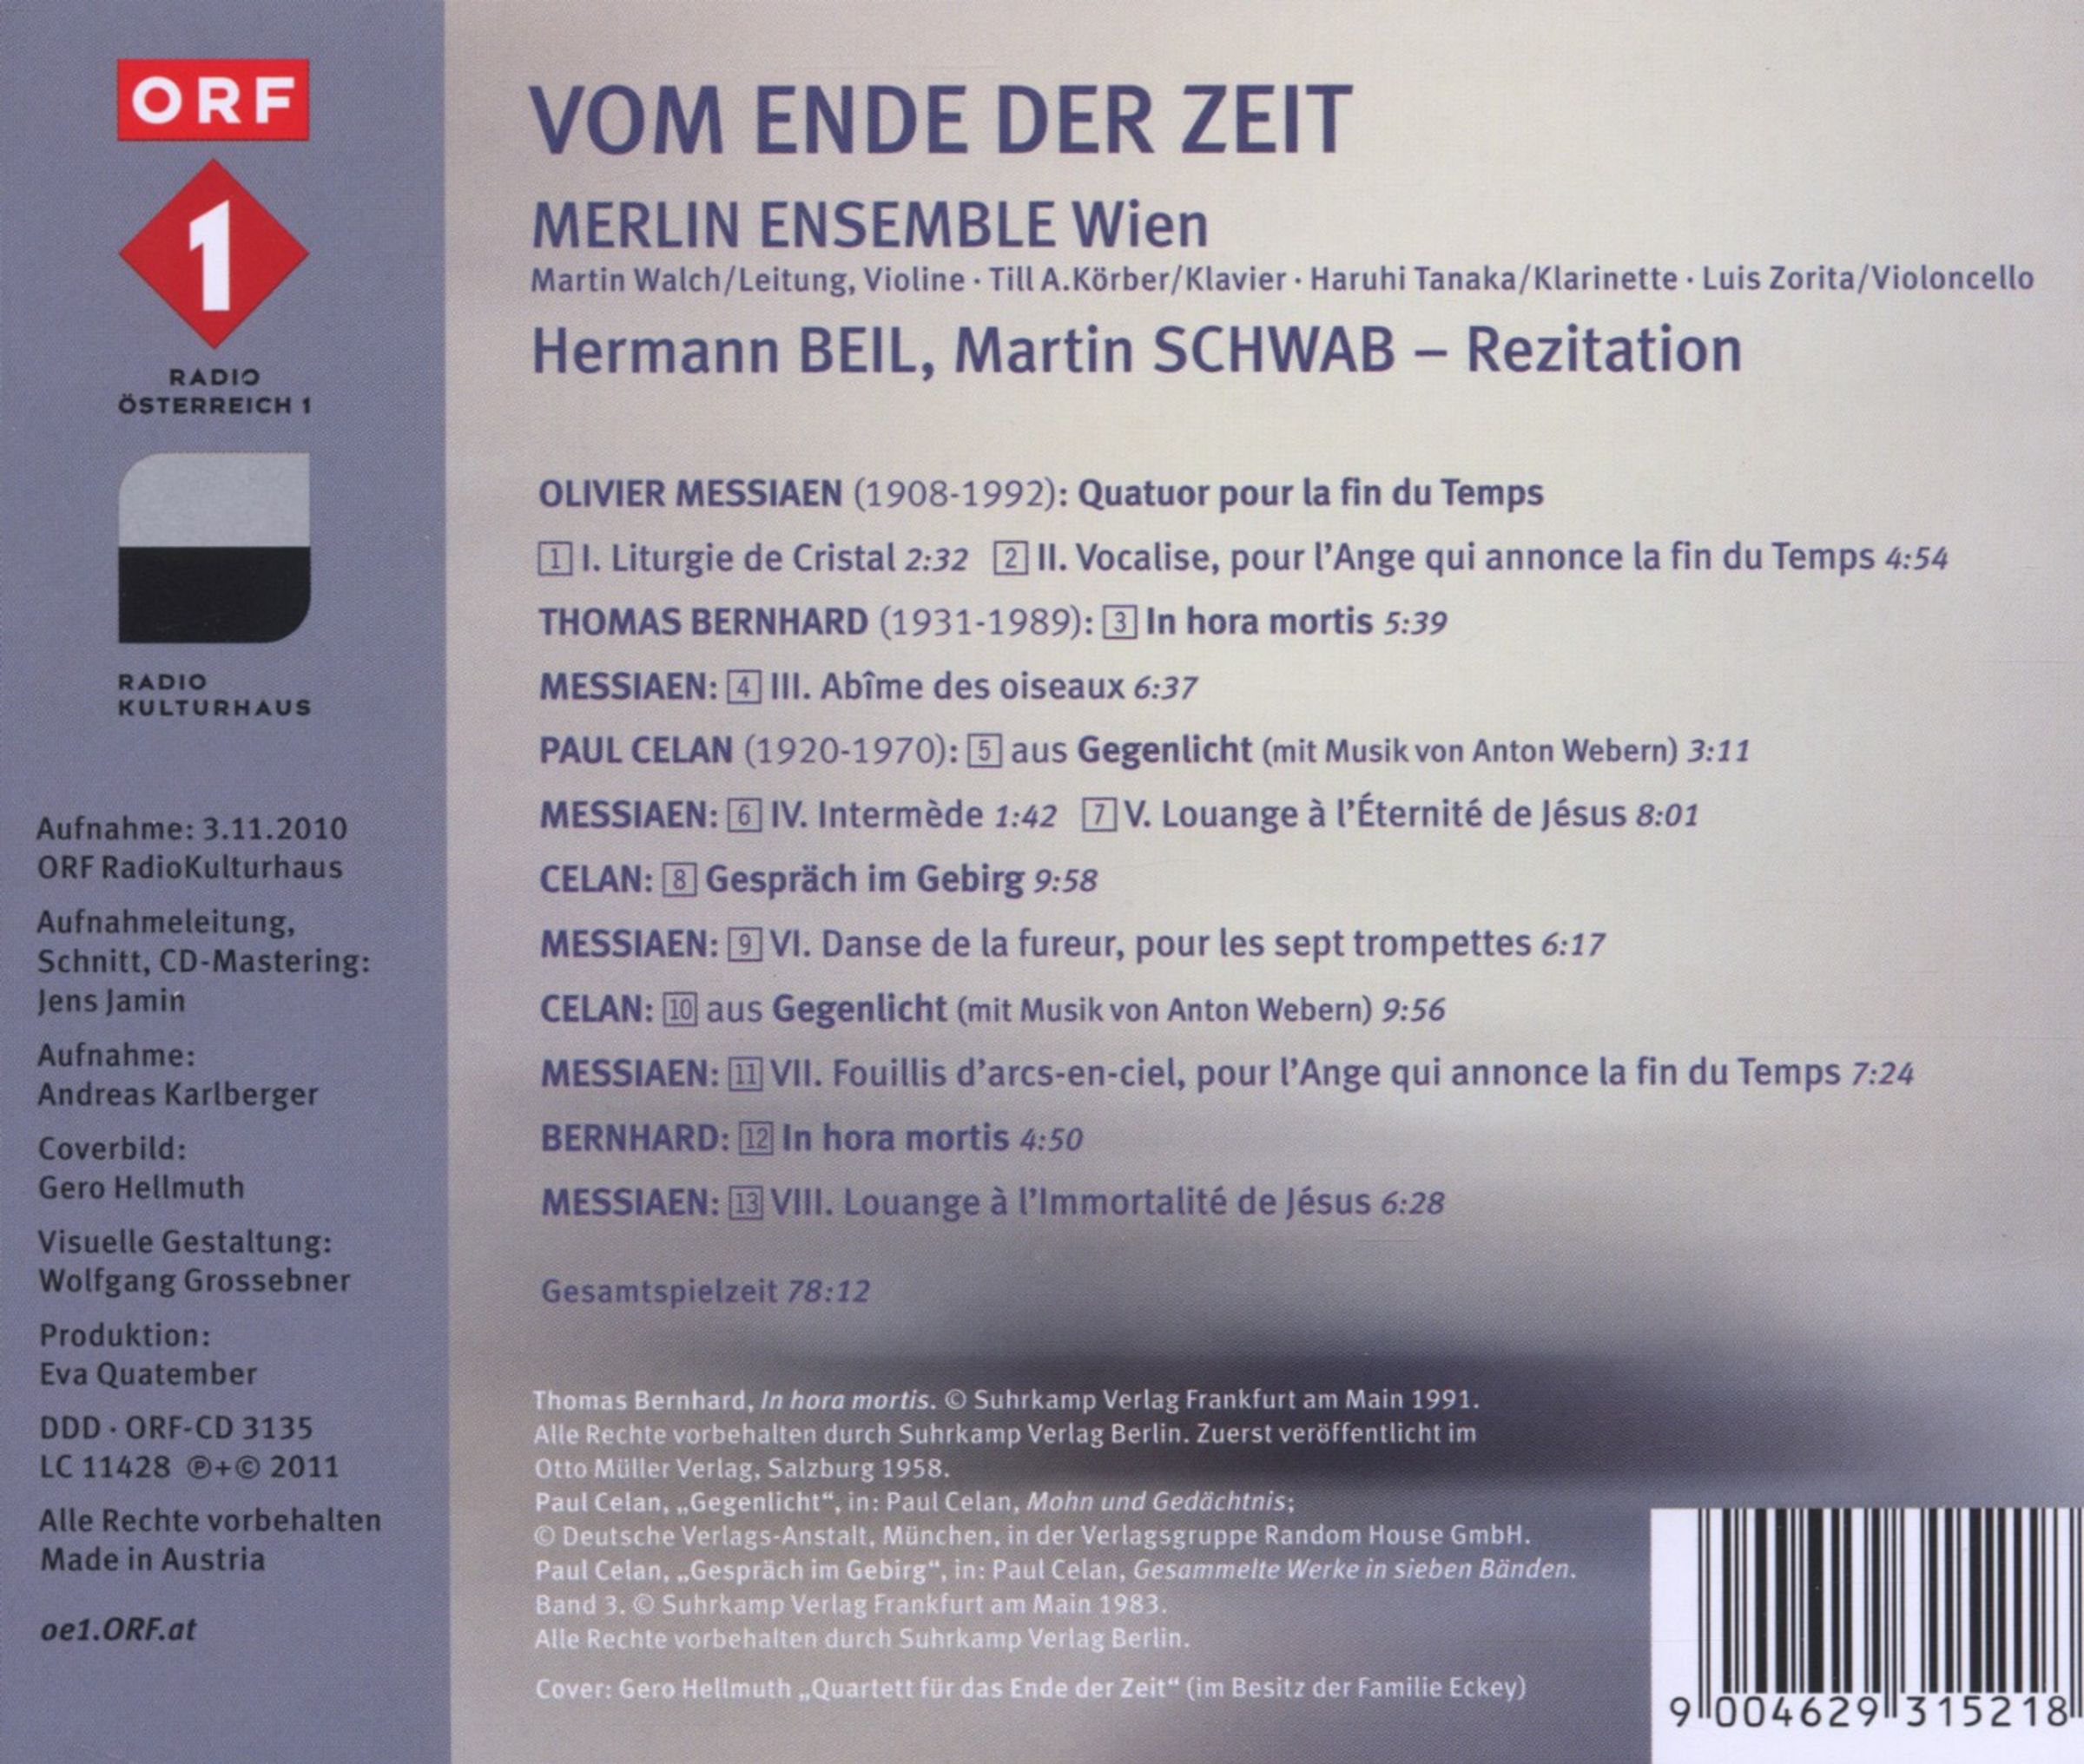 ORF
1
RADIO
ÖSTERREICH 1
RADIO
KULTURHAUS
Aufnahme: 3.11.2010
ORF RadioKulturhaus
Aufnahmeleitung,
Schnitt, CD-Mastering:
Jens Jamin
Aufnahme:
Andreas Karlberger
Coverbild:
Gero Hellmuth
Visuelle Gestaltung:
Wolfgang Grossebner
Produktion:
Eva Quatember
DDD · ORF-CD 3135
LC 11428 ℗+© 2011
Alle Rechte vorbehalten
Made in Austria
oe1.ORF.at
VOM ENDE DER ZEIT
MERLIN ENSEMBLE Wien
Martin Walch/Leitung, Violine · Till A.Körber/Klavier · Haruhi Tanaka/Klarinette · Luis Zorita/Violoncello
Hermann BEIL, Martin SCHWAB – Rezitation
OLIVIER MESSIAEN (1908-1992): Quatuor pour la fin du Temps
1 I. Liturgie de Cristal 2:32 2 II. Vocalise, pour l'Ange qui annonce la fin du Temps 4:54
THOMAS BERNHARD (1931-1989): 3 In hora mortis 5:39
MESSIAEN: 4 III. Abîme des oiseaux 6:37
PAUL CELAN (1920-1970): 5 aus Gegenlicht (mit Musik von Anton Webern) 3:11
MESSIAEN: 6 IV. Intermède 1:42 7 V. Louange à l'Éternité de Jésus 8:01
CELAN: 8 Gespräch im Gebirg 9:58
MESSIAEN: 9 VI. Danse de la fureur, pour les sept trompettes 6:17
CELAN: 10 aus Gegenlicht (mit Musik von Anton Webern) 9:56
MESSIAEN: 11 VII. Fouillis d'arcs-en-ciel, pour l'Ange qui annonce la fin du Temps 7:24
BERNHARD: 12 In hora mortis 4:50
MESSIAEN: 13 VIII. Louange à l'Immortalité de Jésus 6:28
Gesamtspielzeit 78:12
Thomas Bernhard, In hora mortis. © Suhrkamp Verlag Frankfurt am Main 1991.
Alle Rechte vorbehalten durch Suhrkamp Verlag Berlin. Zuerst veröffentlicht im
Otto Müller Verlag, Salzburg 1958.
Paul Celan, „Gegenlicht“, in: Paul Celan, Mohn und Gedächtnis;
© Deutsche Verlags-Anstalt, München, in der Verlagsgruppe Random House GmbH.
Paul Celan, „Gespräch im Gebirg“, in: Paul Celan, Gesammelte Werke in sieben Bänden.
Band 3. © Suhrkamp Verlag Frankfurt am Main 1983.
Alle Rechte vorbehalten durch Suhrkamp Verlag Berlin.
Cover: Gero Hellmuth „Quartett für das Ende der Zeit“ (im Besitz der Familie Eckey)
9 004629 315218